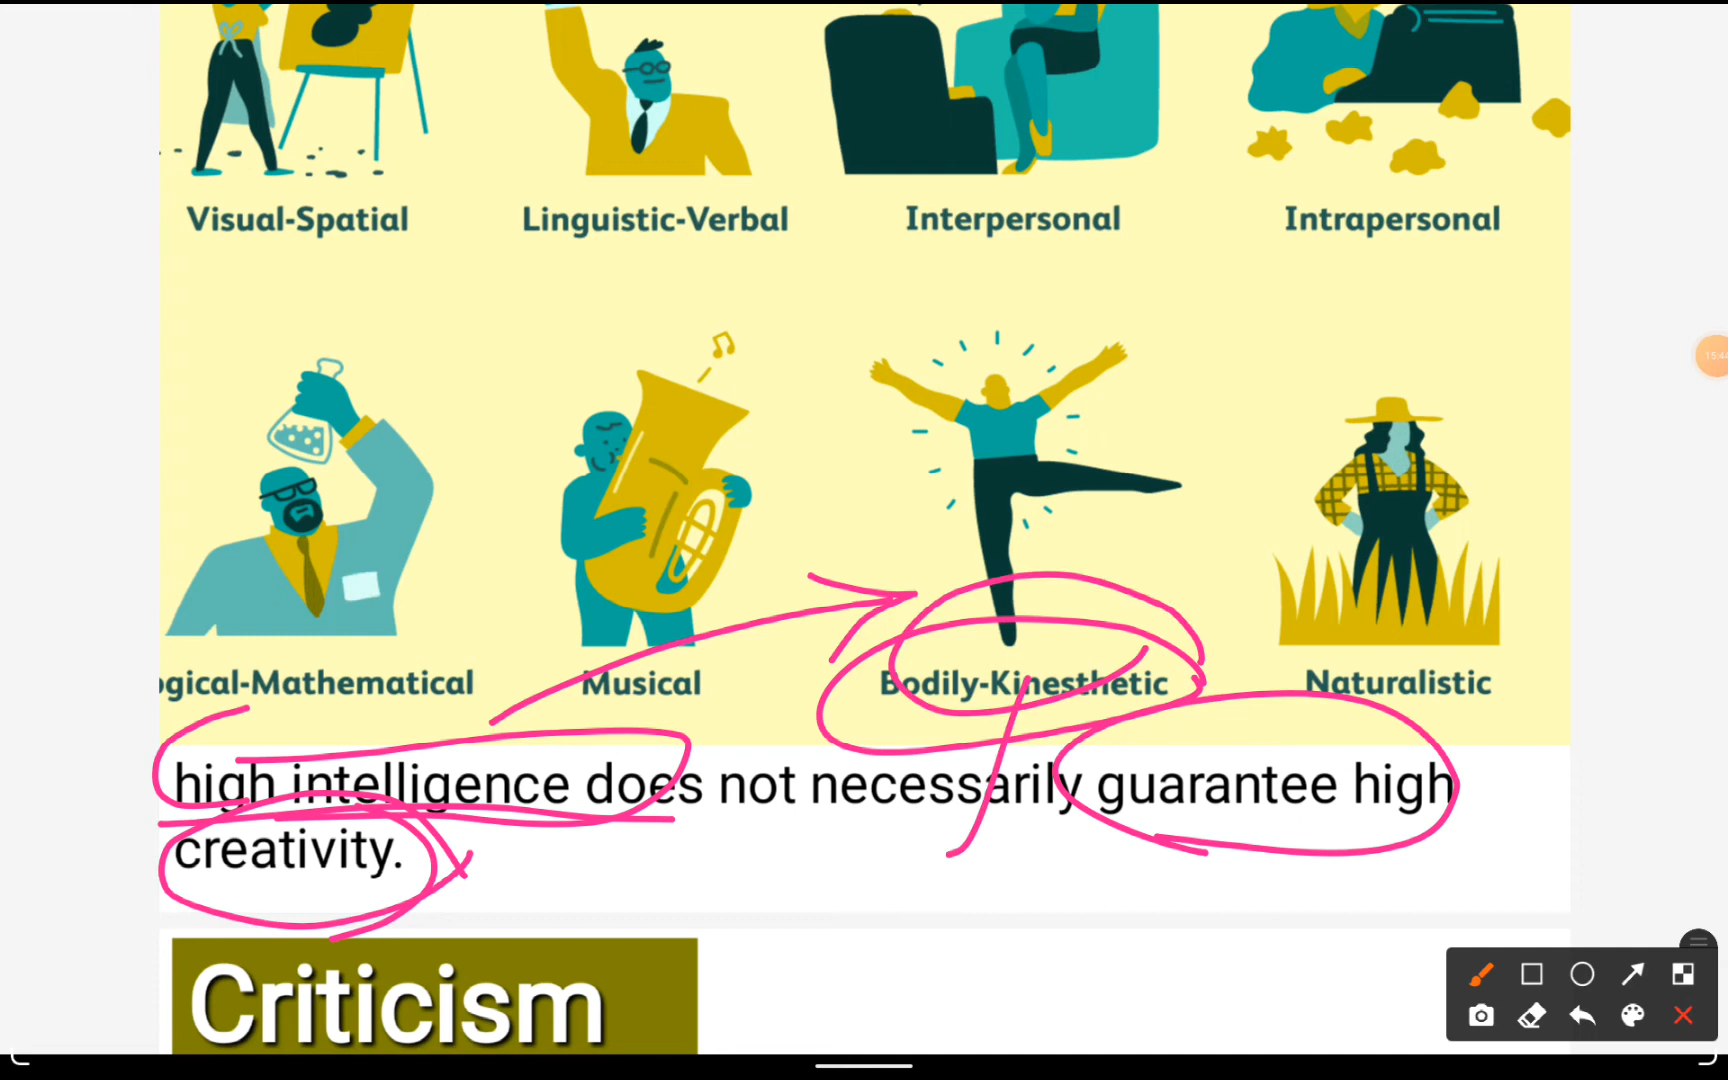 Visual-Spatial Linguistic-Verbal Interpersonal Intrapersonal
ogical-Mathematical Musical Bodily-Kinesthetic Naturalistic
high intelligence does not necessarily guarantee high
creativity.
Criticism